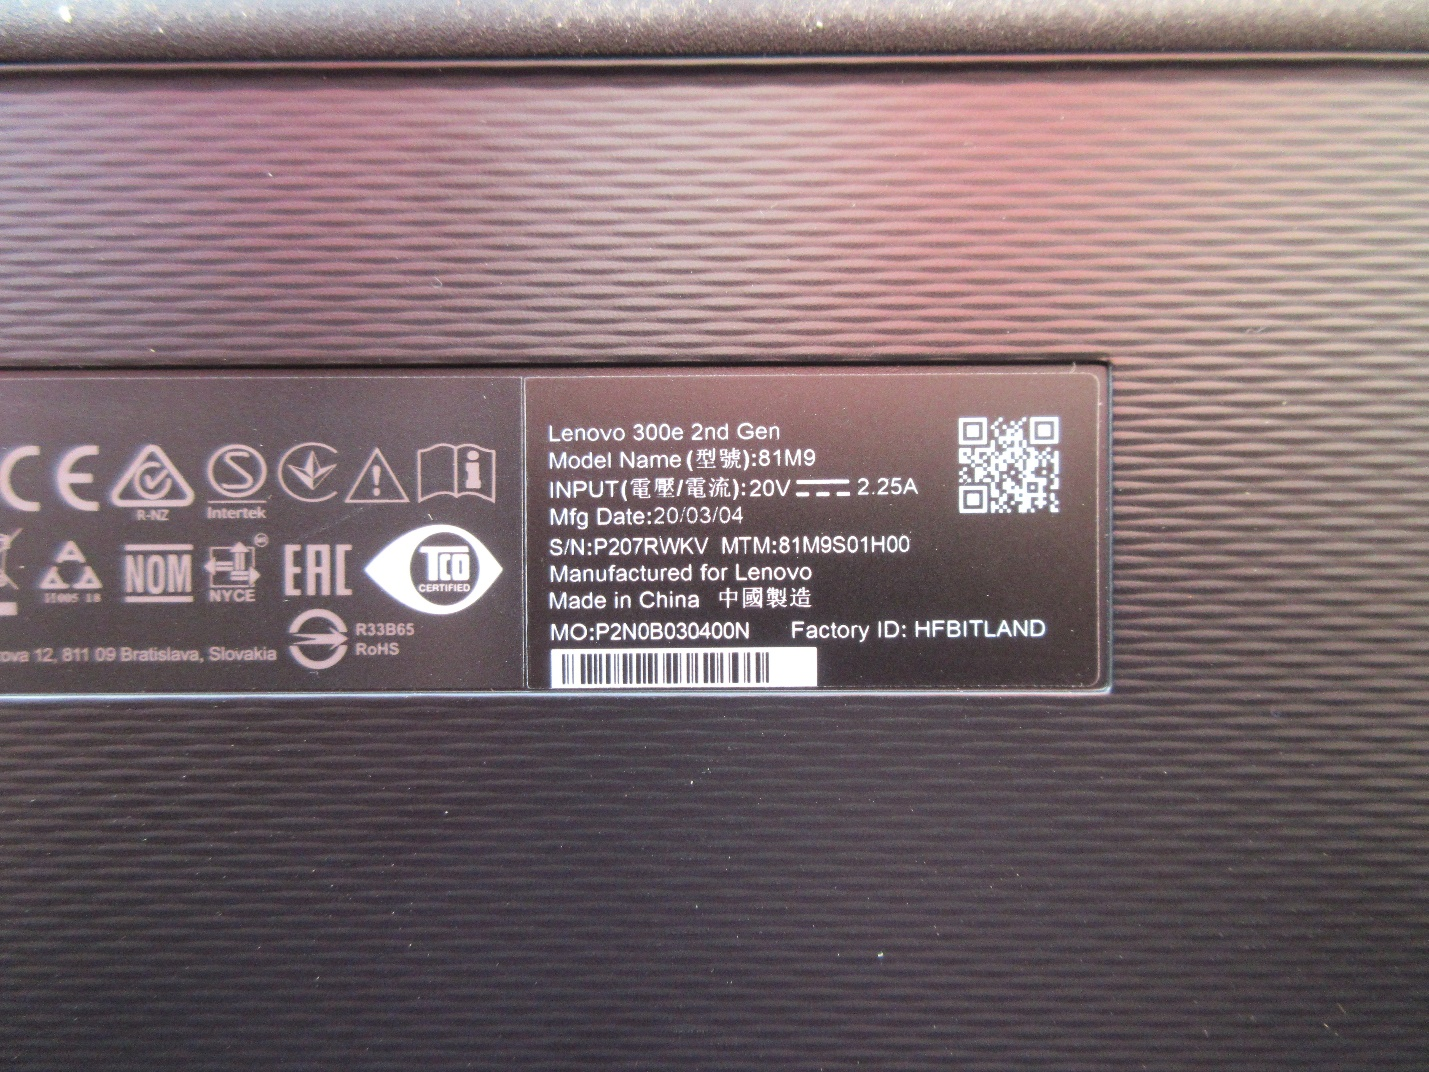 CE
R-NZ
Intertek
NOM
NYCE
EAC
TCO
CERTIFIED
R33B65
RoHS
ova 12, 811 09 Bratislava, Slovakia
Lenovo 300e 2nd Gen
Model Name(型號):81M9
INPUT(電壓/電流):20V 2.25A
Mfg Date:20/03/04
S/N:P207RWKV MTM:81M9S01H00
Manufactured for Lenovo
Made in China 中國製造
MO:P2N0B030400N Factory ID: HFBITLAND